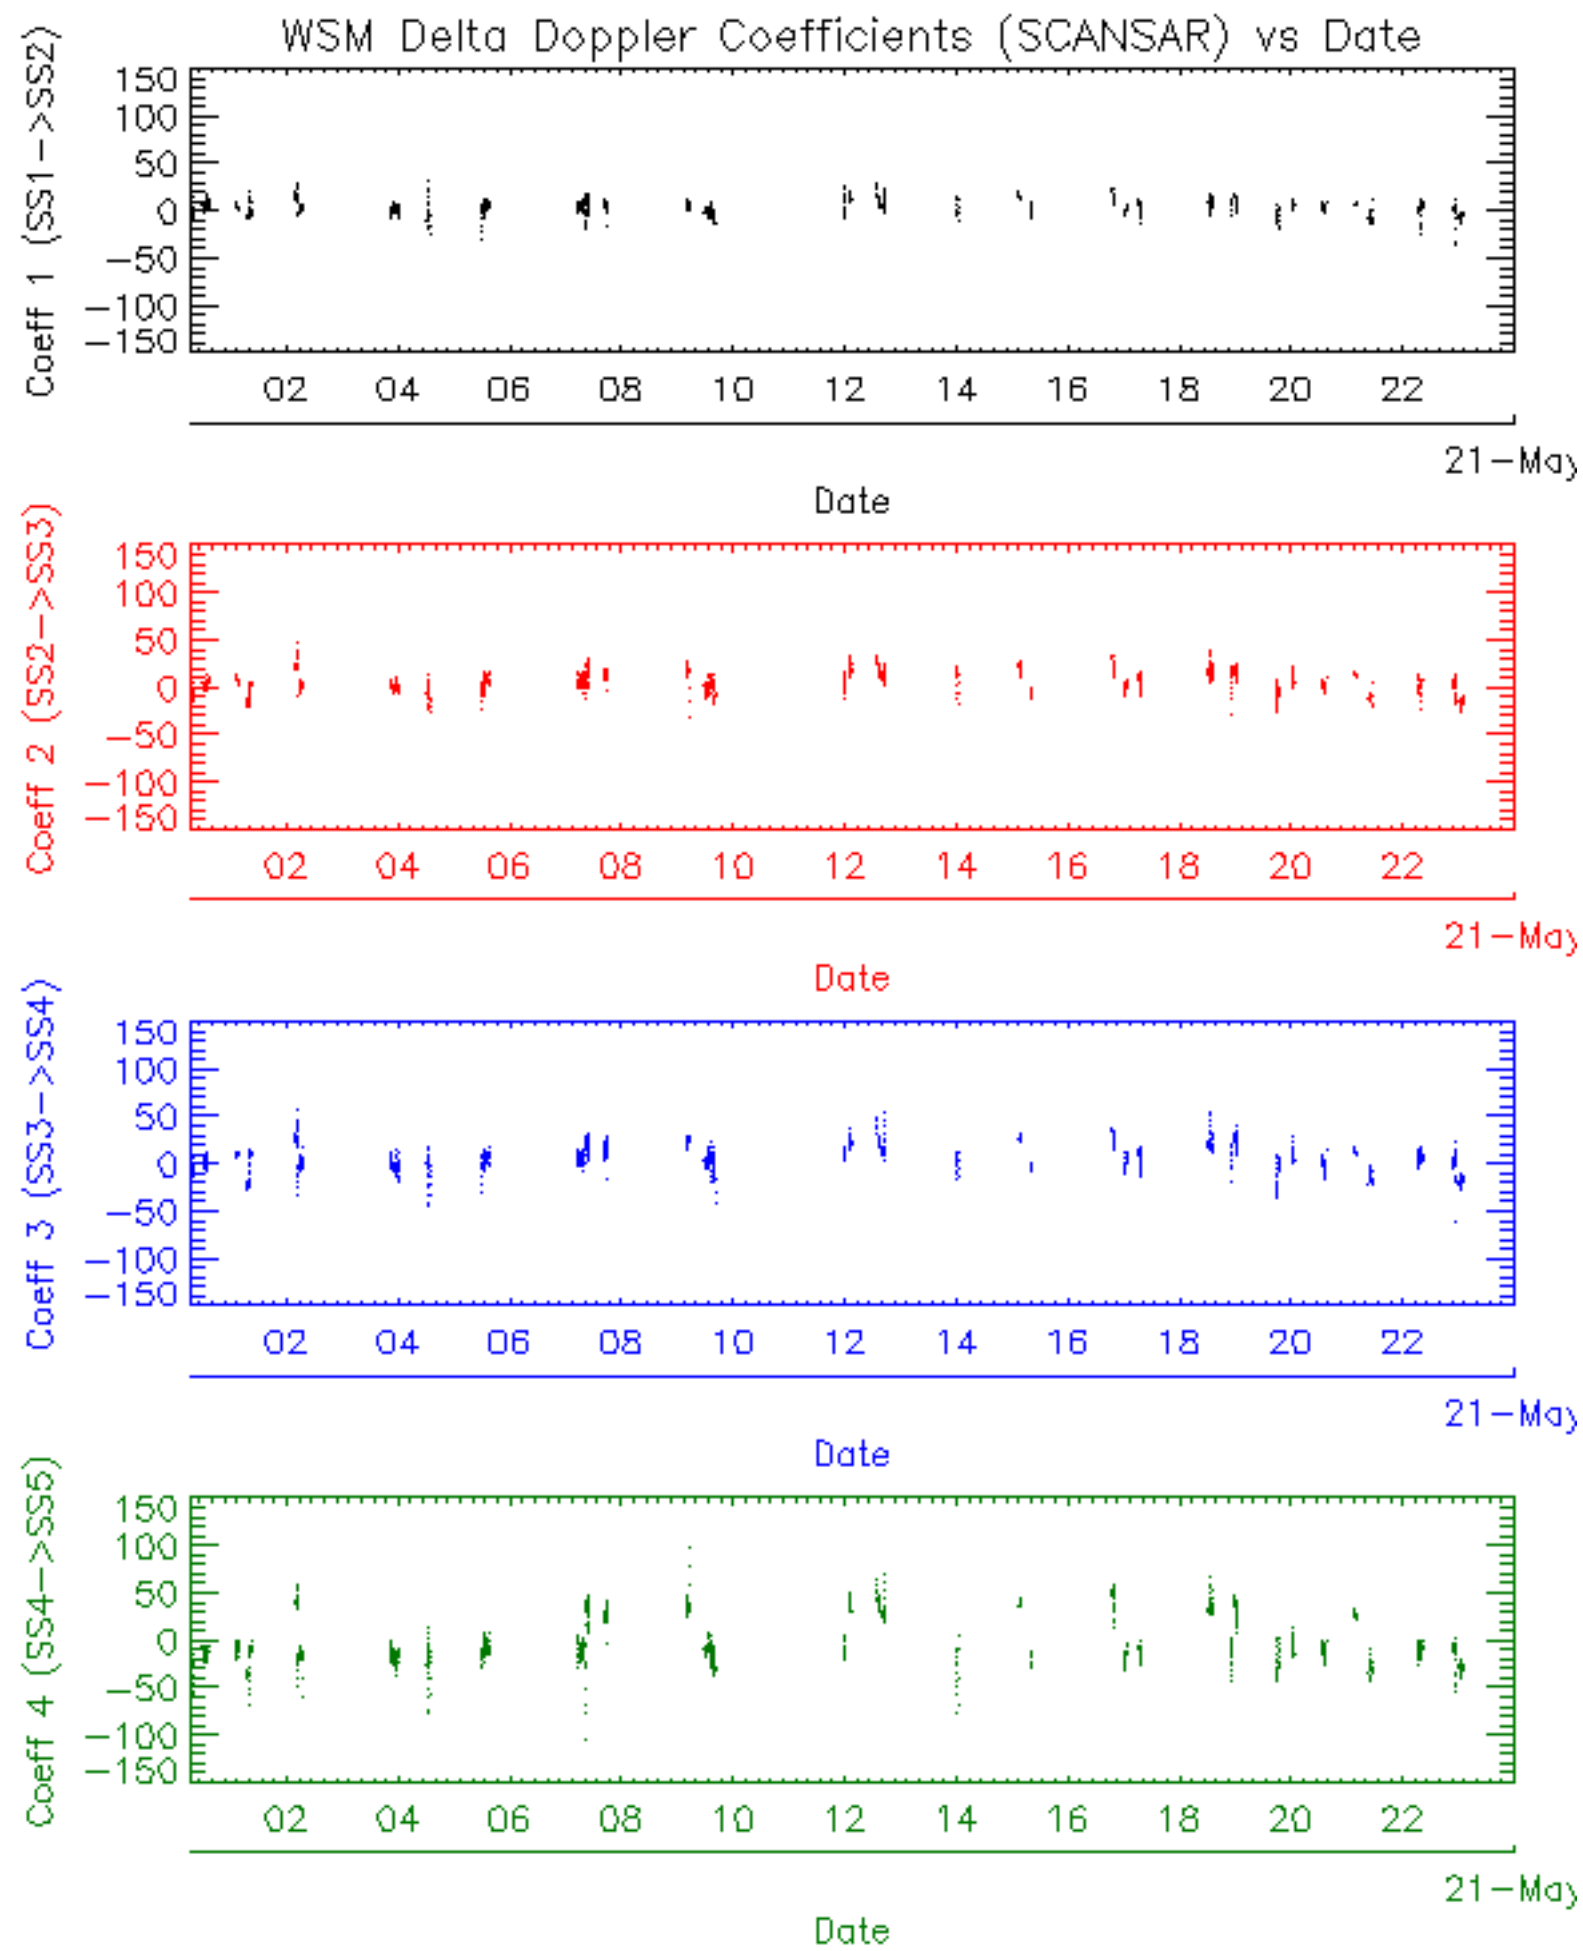 WSM Delta Doppler Coefficients (SCANSAR) vs Date
Coeff 1 (SS1->SS2)
150
100
50
0
-50
-100
-150
02 04 06 08 10 12 14 16 18 20 22
21-May
Date
Coeff 2 (SS2->SS3)
150
100
50
0
-50
-100
-150
02 04 06 08 10 12 14 16 18 20 22
21-May
Date
Coeff 3 (SS3->SS4)
150
100
50
0
-50
-100
-150
02 04 06 08 10 12 14 16 18 20 22
21-May
Date
Coeff 4 (SS4->SS5)
150
100
50
0
-50
-100
-150
02 04 06 08 10 12 14 16 18 20 22
21-May
Date